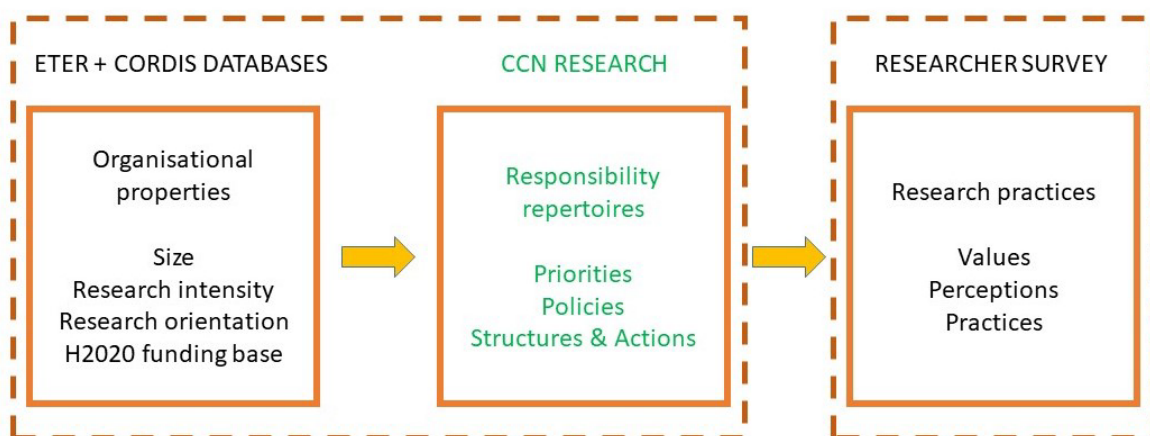 ETER + CORDIS DATABASES
Organisational
properties
Size
Research intensity
Research orientation
H2020 funding base
CCN RESEARCH
Responsibility
repertoires
Priorities
Policies
Structures & Actions
RESEARCHER SURVEY
Research practices
Values
Perceptions
Practices